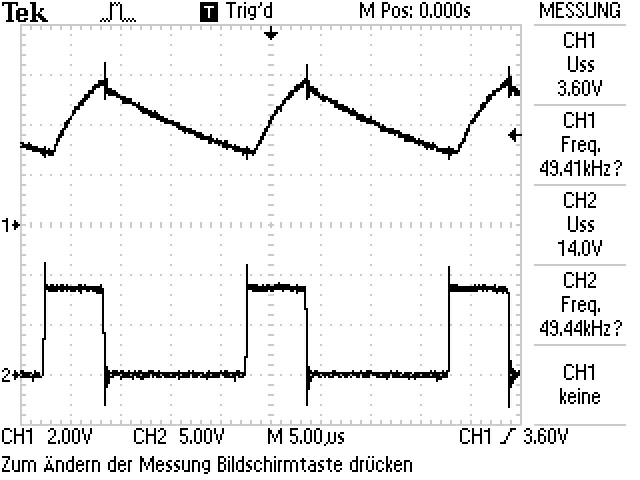 Tek T Trig'd M Pos: 0.000s MESSUNG
CH1
Uss
3.60V
CH1
Freq.
49.41kHz?
CH2
Uss
14.0V
CH2
Freq.
49.44kHz?
CH1
keine
1
2
CH1 2.00V CH2 5.00V M 5.00µs CH1 3.60V
Zum Ändern der Messung Bildschirmtaste drücken